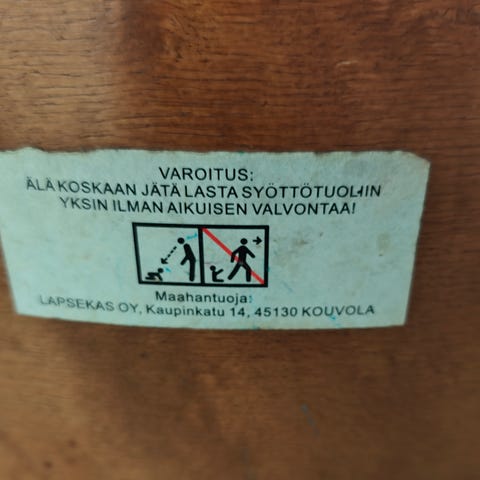 VAROITUS:
ÄLÄ KOSKAAN JÄTÄ LASTA SYÖTTÖTUOLIIN
YKSIN ILMAN AIKUISEN VALVONTAA!
Maahantuoja:
LAPSEKAS OY, Kaupinkatu 14, 45130 KOUVOLA